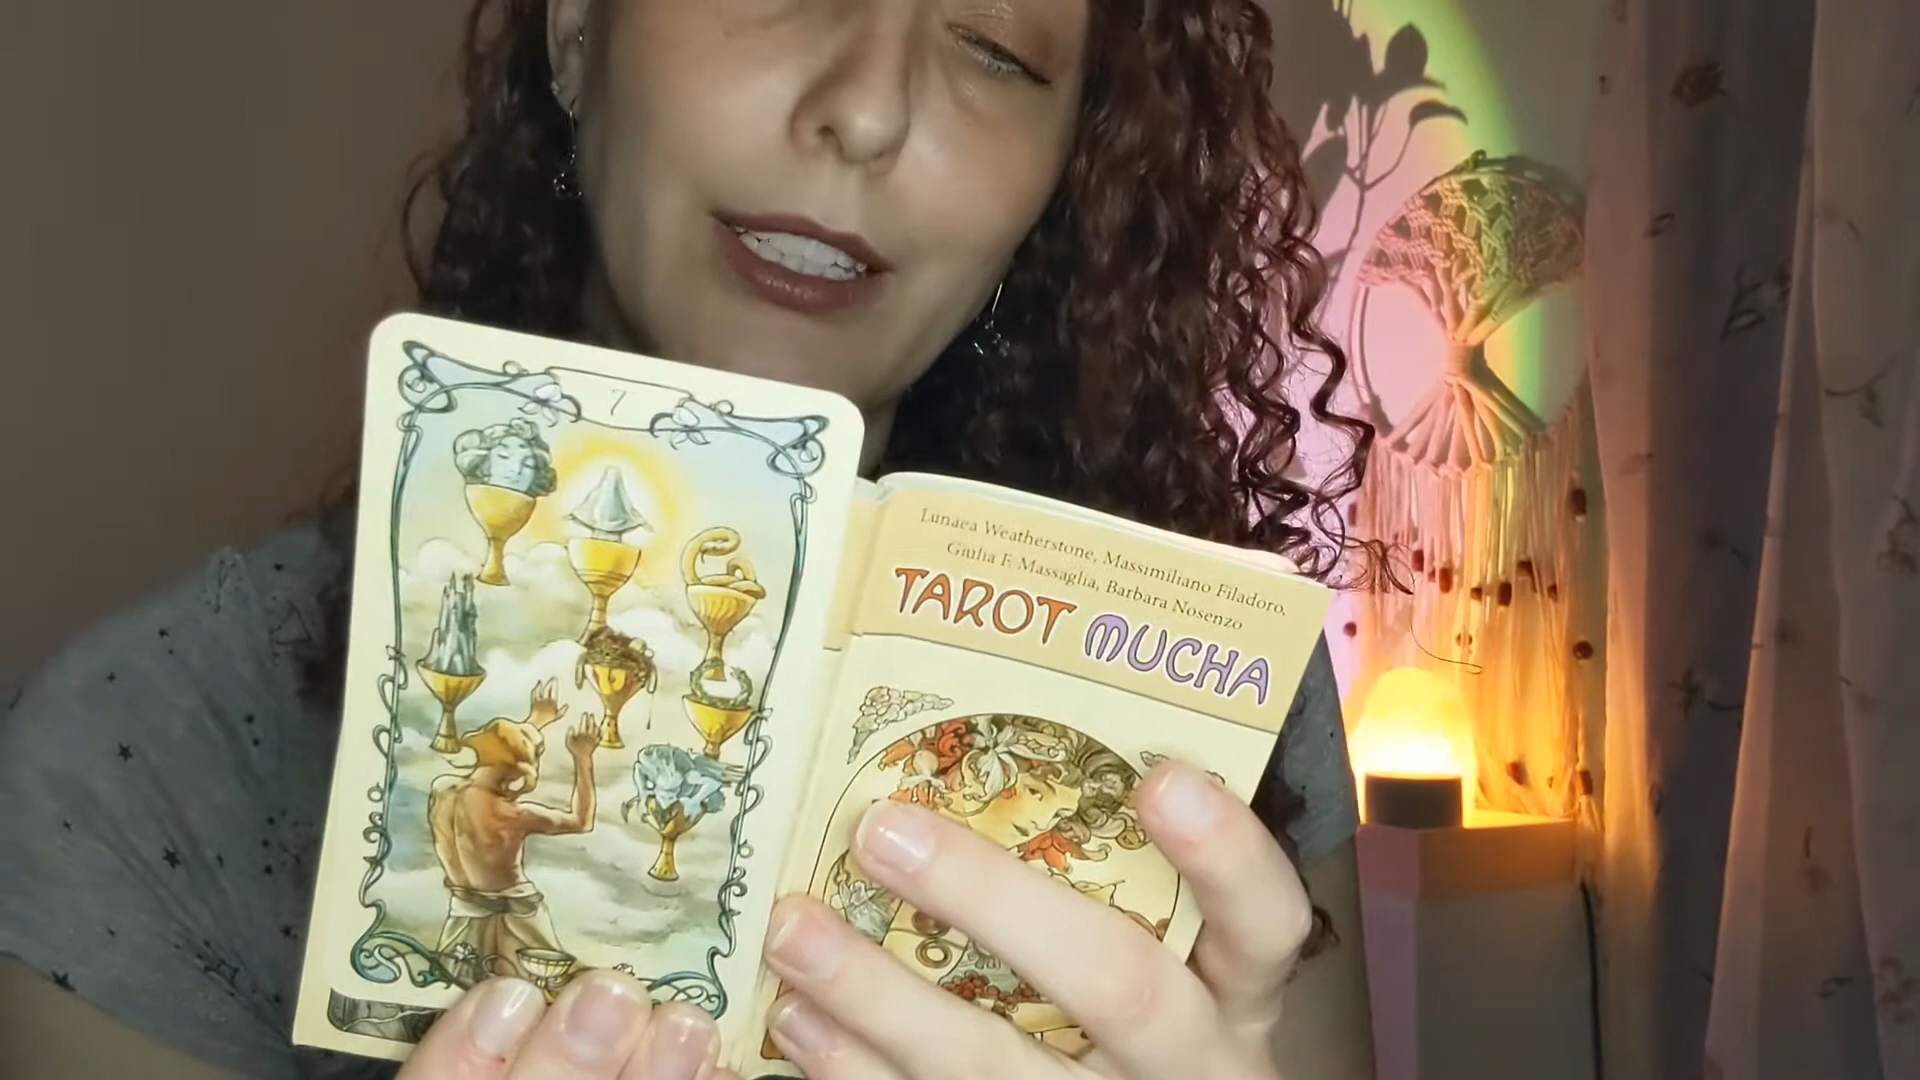 7
Lunaea Weatherstone, Massimiliano Filadoro,
Giulia F. Massaglia, Barbara Nosenzo
TAROT MUCHA